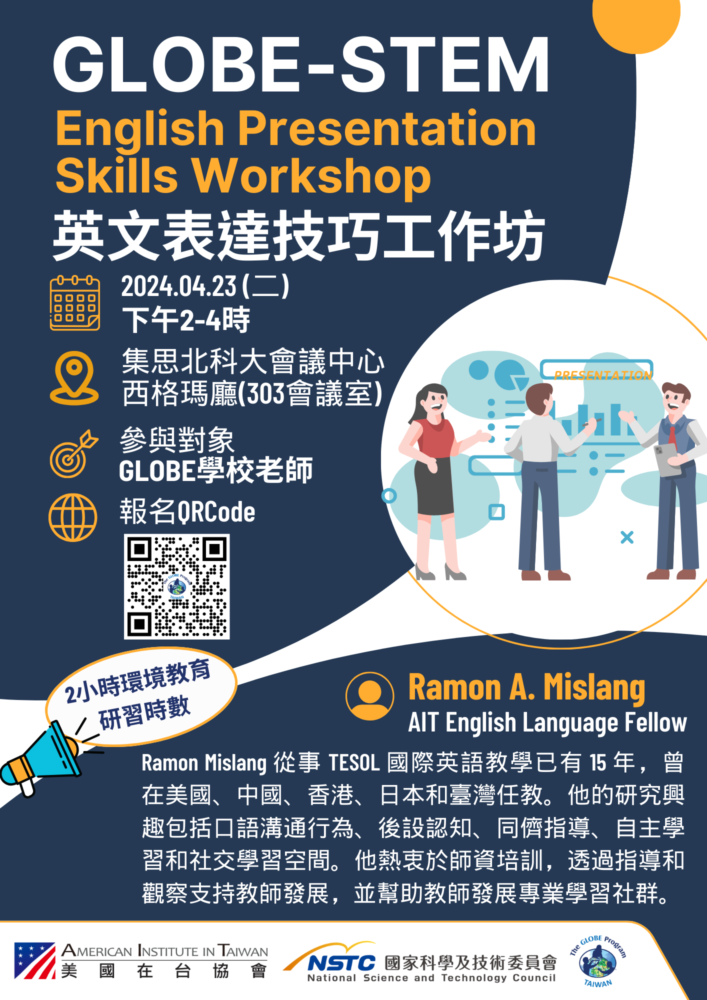 GLOBE-STEM
English Presentation
Skills Workshop
英文表達技巧工作坊
2024.04.23 (二)
下午2-4時
集思北科大會議中心
西格瑪廳(303會議室)
PRESENTATION
參與對象
GLOBE學校老師
報名QRCode
The GLOBE Program
TAIWAN
2小時環境教育
研習時數
Ramon A. Mislang
AIT English Language Fellow
Ramon Mislang 從事 TESOL 國際英語教學已有 15 年，曾
在美國、中國、香港、日本和臺灣任教。他的研究興
趣包括口語溝通行為、後設認知、同儕指導、自主學
習和社交學習空間。他熱衷於師資培訓，透過指導和
觀察支持教師發展，並幫助教師發展專業學習社群。
AMERICAN INSTITUTE IN TAIWAN
美國在台協會
NSTC 國家科學及技術委員會
National Science and Technology Council
The GLOBE Program
TAIWAN